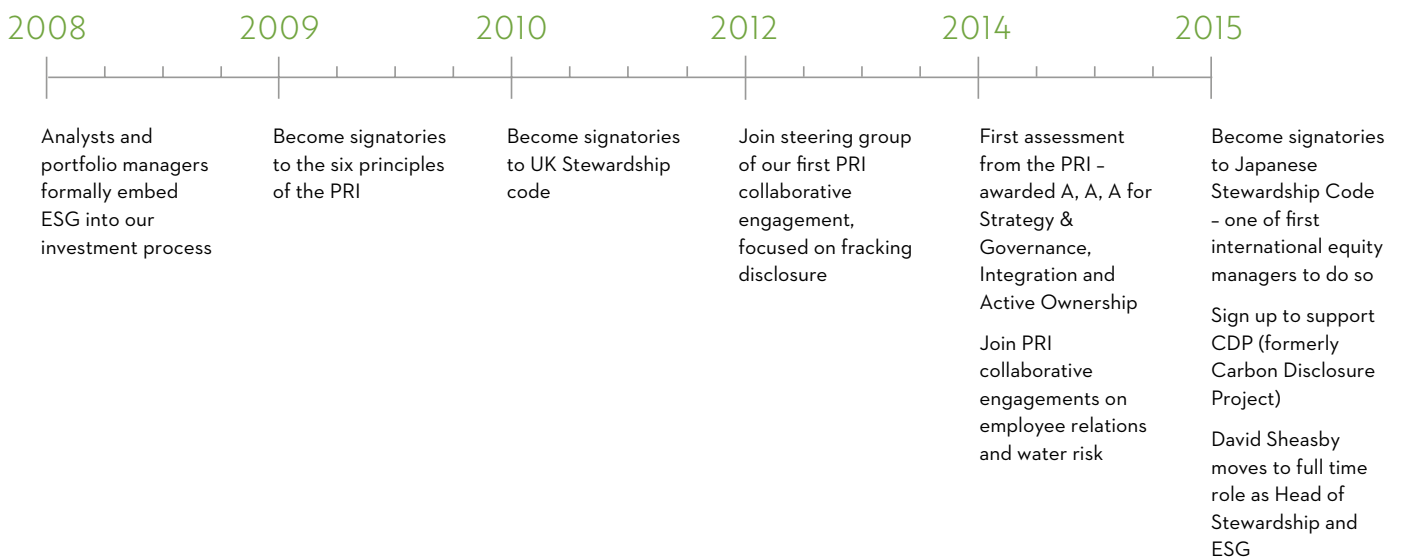 2008
Analysts and
portfolio managers
formally embed
ESG into our
investment process
2009
Become signatories
to the six principles
of the PRI
2010
Become signatories
to UK Stewardship
code
2012
Join steering group
of our first PRI
collaborative
engagement,
focused on fracking
disclosure
2014
First assessment
from the PRI –
awarded A, A, A for
Strategy &
Governance,
Integration and
Active Ownership
Join PRI
collaborative
engagements on
employee relations
and water risk
2015
Become signatories
to Japanese
Stewardship Code
– one of first
international equity
managers to do so
Sign up to support
CDP (formerly
Carbon Disclosure
Project)
David Sheasby
moves to full time
role as Head of
Stewardship and
ESG